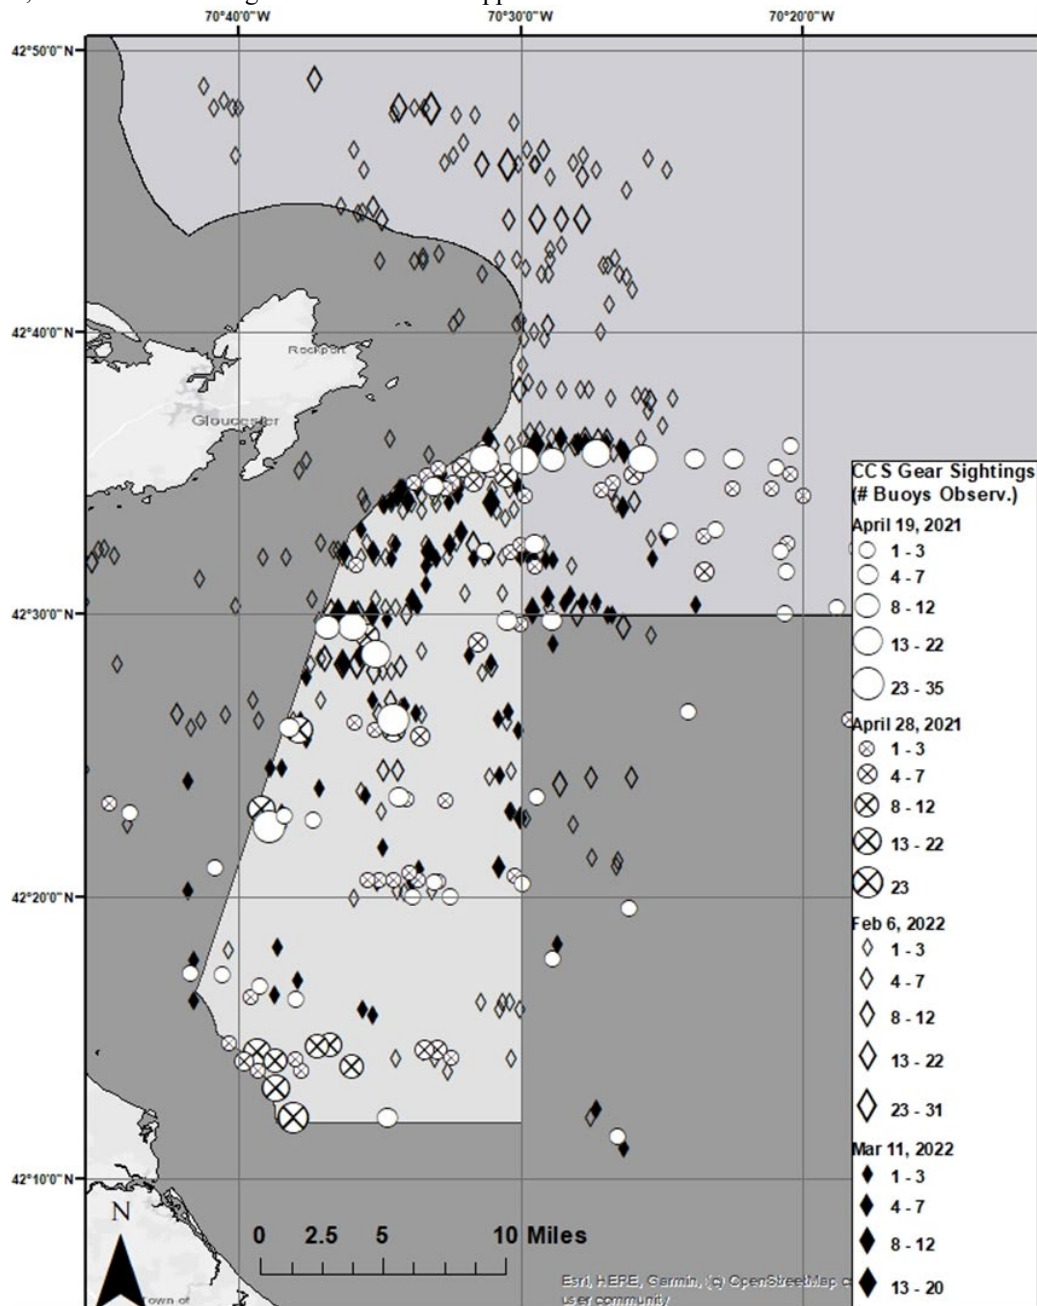 70°40'0"W 70°30'0"W 70°20'0"W
42°50'0"N
42°40'0"N
Rockport
Gloucester
42°30'0"N
42°20'0"N
42°10'0"N
CCS Gear Sightings
(# Buoys Observ.)
April 19, 2021
1 - 3
4 - 7
8 - 12
13 - 22
23 - 35
April 28, 2021
1 - 3
4 - 7
8 - 12
13 - 22
23
Feb 6, 2022
1 - 3
4 - 7
8 - 12
13 - 22
23 - 31
Mar 11, 2022
1 - 3
4 - 7
8 - 12
13 - 20
N
0 2.5 5 10 Miles
Esri, HERE, Garmin, (c) OpenStreetMap
user community
Town of